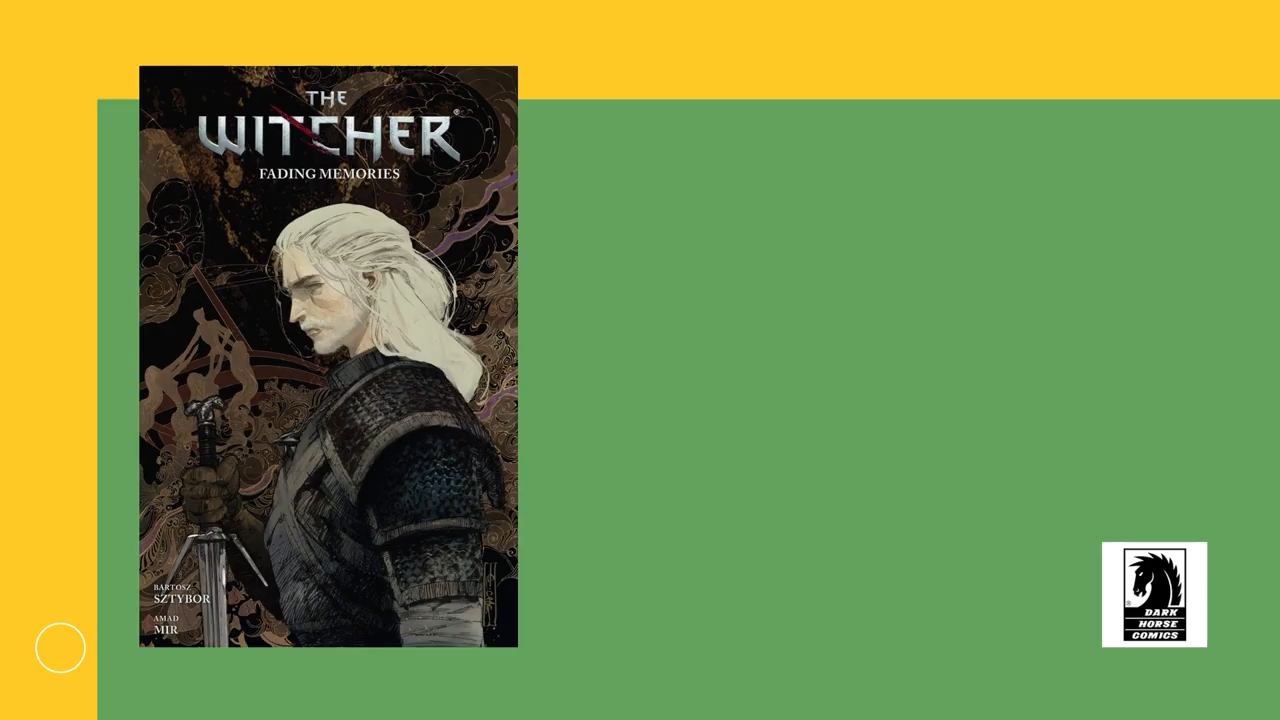 THE
WITCHER®
FADING MEMORIES
BARTOSZ
SZTYBOR
AMAD
MIR
DARK
HORSE
COMICS
®